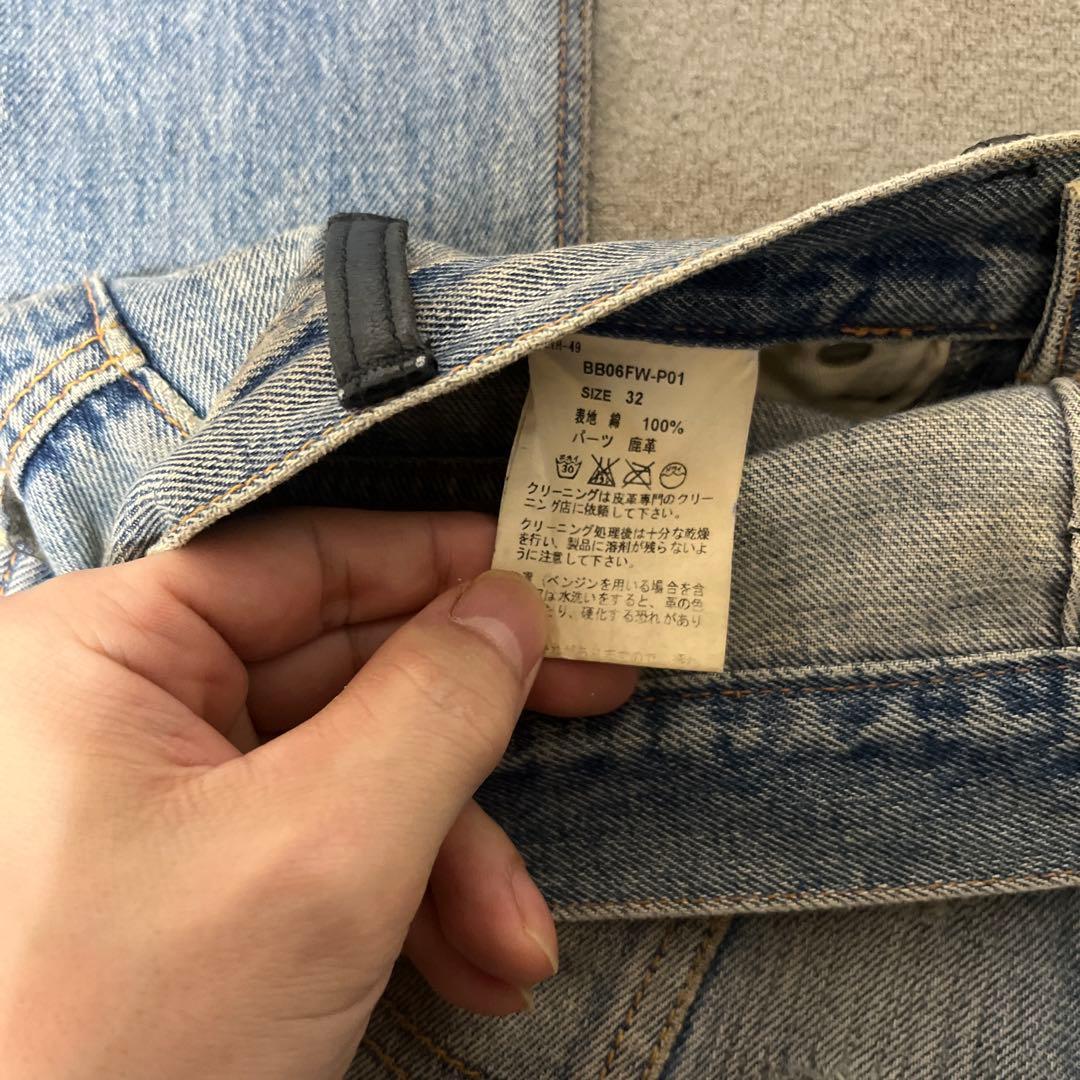 -49
BB06FW-P01
SIZE 32
表地 綿 100%
パーツ 鹿革
30
クリーニングは皮革専門のクリー
ニング店に依頼して下さい。
クリーニング処理後は十分な乾燥
を行い、製品に溶剤が残らないよ
うに注意して下さい。
ベンジンを用いる場合を含
は水洗いをすると、革の色
たり、硬化する恐れがあり